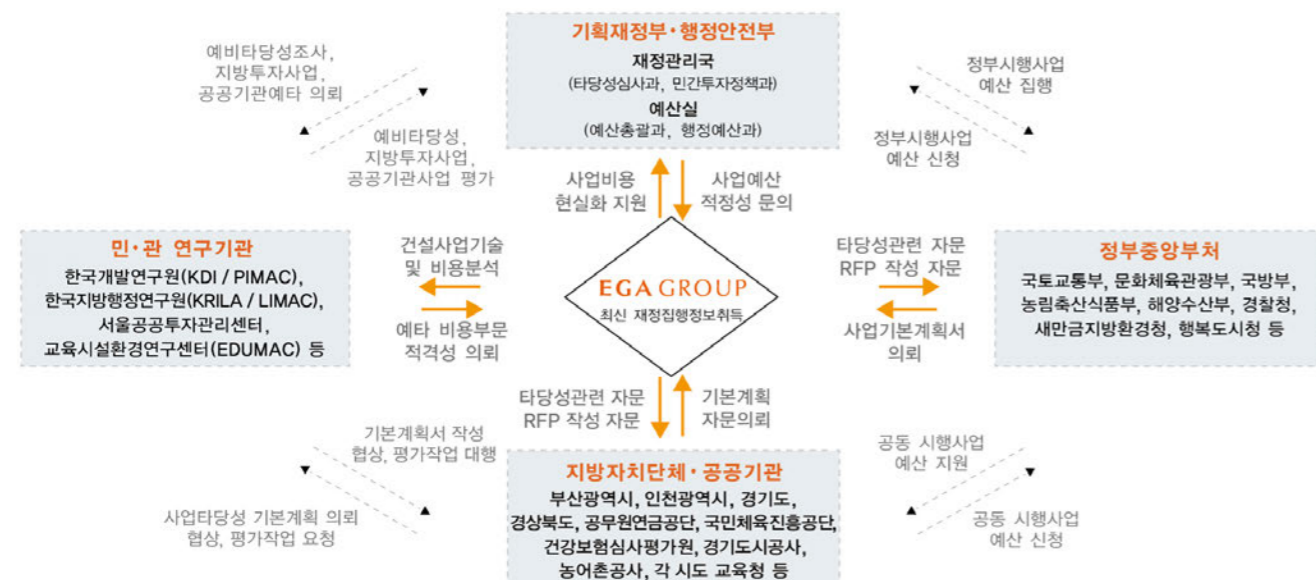 기획재정부·행정안전부
재정관리국
(타당성심사과, 민간투자정책과)
예산실
(예산총괄과, 행정예산과)
예비타당성조사,
지방투자사업,
공공기관예타 의뢰
예비타당성,
지방투자사업,
공공기관사업 평가
정부시행사업
예산 집행
정부시행사업
예산 신청
사업비용
현실화 지원
사업예산
적정성 문의
민·관 연구기관
한국개발연구원(KDI / PIMAC),
한국지방행정연구원(KRILA / LIMAC),
서울공공투자관리센터,
교육시설환경연구센터(EDUMAC) 등
건설사업기술
및 비용분석
예타 비용부문
적격성 의뢰
EGA GROUP
최신 재정집행정보취득
타당성관련 자문
RFP 작성 자문
사업기본계획서
의뢰
정부중앙부처
국토교통부, 문화체육관광부, 국방부,
농림축산식품부, 해양수산부, 경찰청,
새만금지방환경청, 행복도시청 등
타당성관련 자문
RFP 작성 자문
기본계획
자문의뢰
기본계획서 작성
협상, 평가작업 대행
사업타당성 기본계획 의뢰
협상, 평가작업 요청
공동 시행사업
예산 지원
공동 시행사업
예산 신청
지방자치단체·공공기관
부산광역시, 인천광역시, 경기도,
경상북도, 공무원연금공단, 국민체육진흥공단,
건강보험심사평가원, 경기도시공사,
농어촌공사, 각 시도 교육청 등